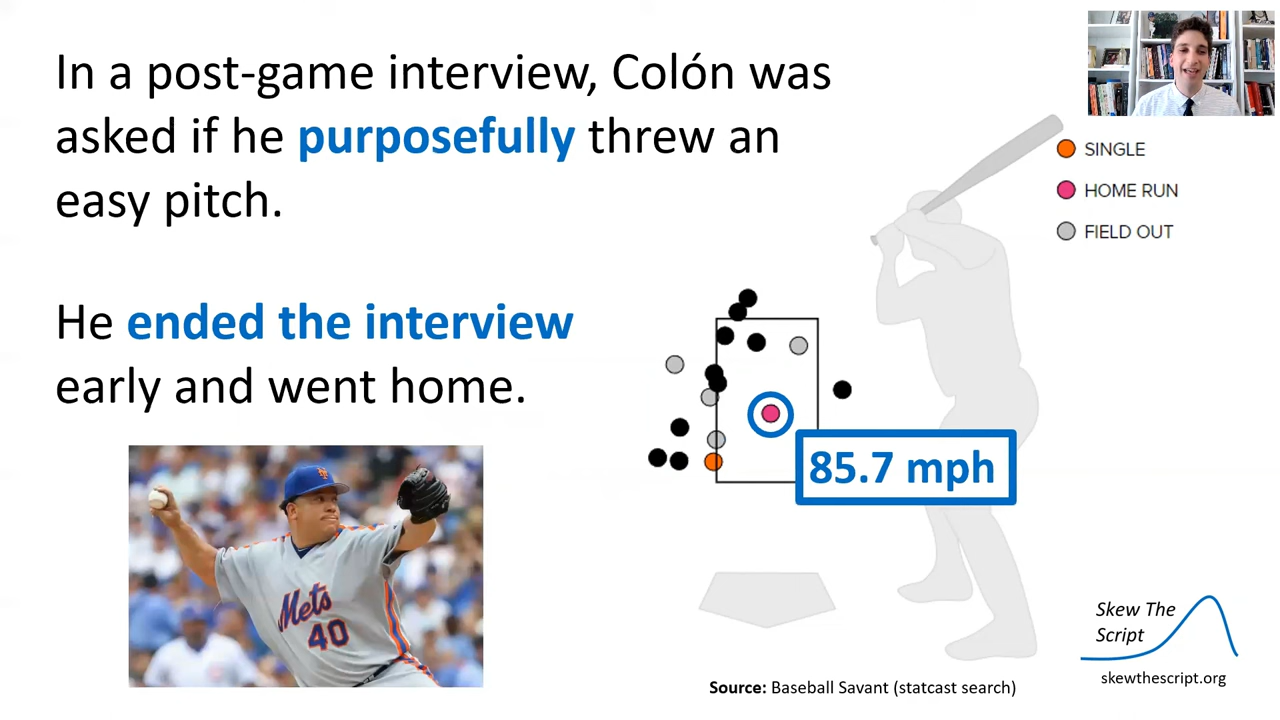 In a post-game interview, Colón was
asked if he purposefully threw an
easy pitch.
He ended the interview
early and went home.
SINGLE
HOME RUN
FIELD OUT
85.7 mph
Mets
40
Skew The
Script
skewthescript.org
Source: Baseball Savant (statcast search)